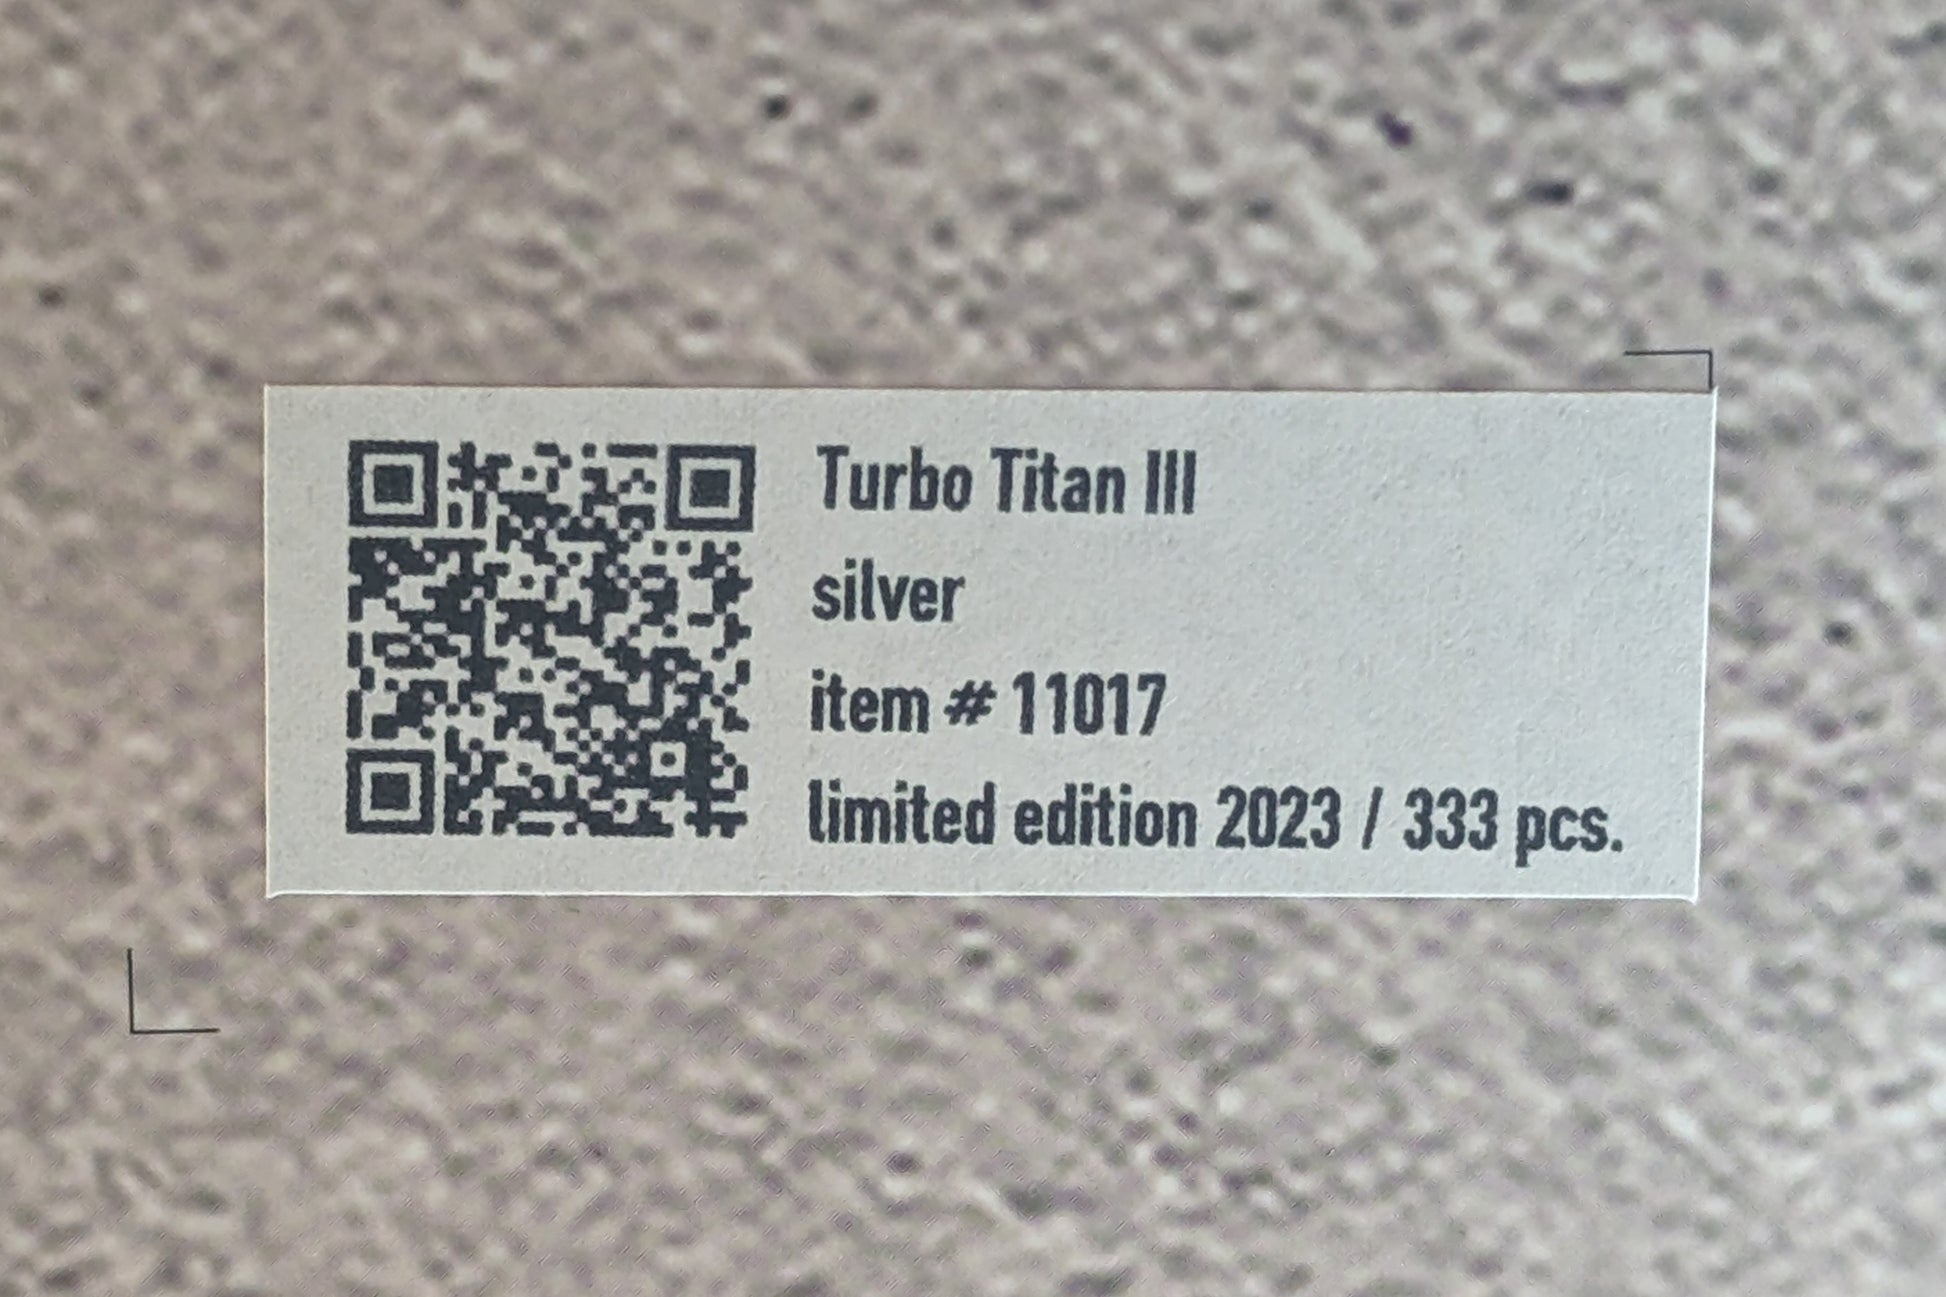 Turbo Titan III
silver
item # 11017
limited edition 2023 / 333 pcs.